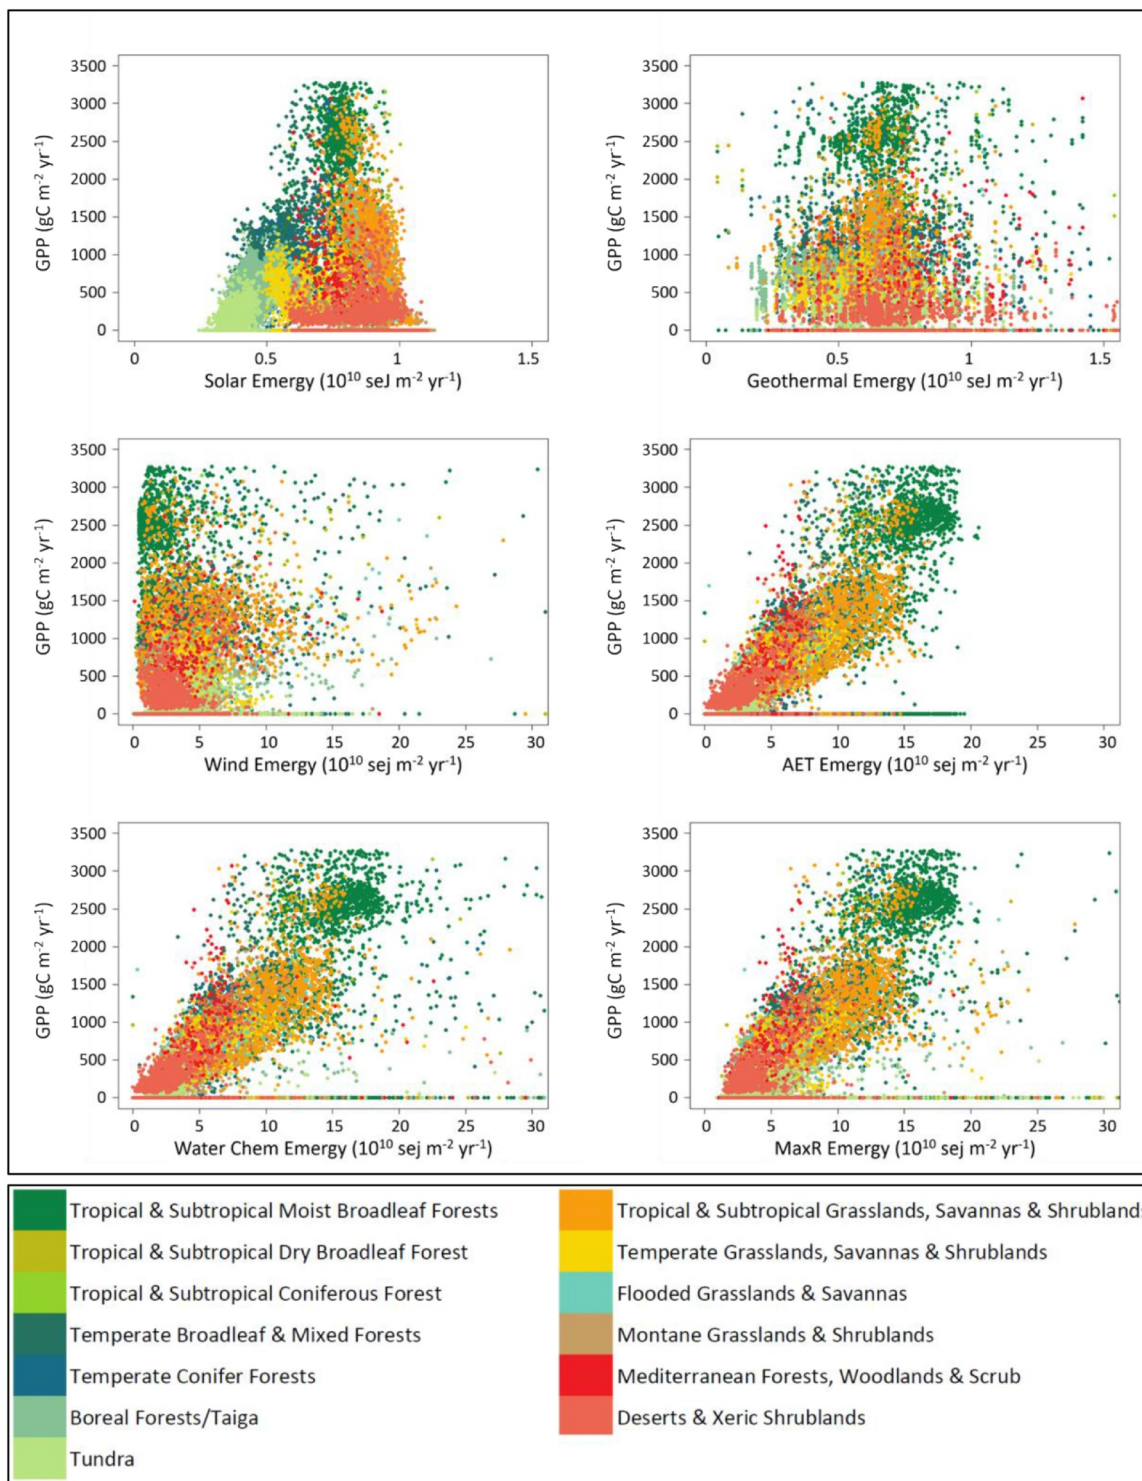 3500
3000
2500
2000
1500
1000
500
0
GPP (gC m⁻² yr⁻¹)
0 0.5 1 1.5
Solar Emergy (10¹⁰ seJ m⁻² yr⁻¹)
3500
3000
2500
2000
1500
1000
500
0
GPP (gC m⁻² yr⁻¹)
0 0.5 1 1.5
Geothermal Emergy (10¹⁰ seJ m⁻² yr⁻¹)
3500
3000
2500
2000
1500
1000
500
0
GPP (gC m⁻² yr⁻¹)
0 5 10 15 20 25 30
Wind Emergy (10¹⁰ sej m⁻² yr⁻¹)
3500
3000
2500
2000
1500
1000
500
0
GPP (gC m⁻² yr⁻¹)
0 5 10 15 20 25 30
AET Emergy (10¹⁰ sej m⁻² yr⁻¹)
3500
3000
2500
2000
1500
1000
500
0
GPP (gC m⁻² yr⁻¹)
0 5 10 15 20 25 30
Water Chem Emergy (10¹⁰ sej m⁻² yr⁻¹)
3500
3000
2500
2000
1500
1000
500
0
GPP (gC m⁻² yr⁻¹)
0 5 10 15 20 25 30
MaxR Emergy (10¹⁰ sej m⁻² yr⁻¹)
Tropical & Subtropical Moist Broadleaf Forests
Tropical & Subtropical Dry Broadleaf Forest
Tropical & Subtropical Coniferous Forest
Temperate Broadleaf & Mixed Forests
Temperate Conifer Forests
Boreal Forests/Taiga
Tundra
Tropical & Subtropical Grasslands, Savannas & Shrublands
Temperate Grasslands, Savannas & Shrublands
Flooded Grasslands & Savannas
Montane Grasslands & Shrublands
Mediterranean Forests, Woodlands & Scrub
Deserts & Xeric Shrublands